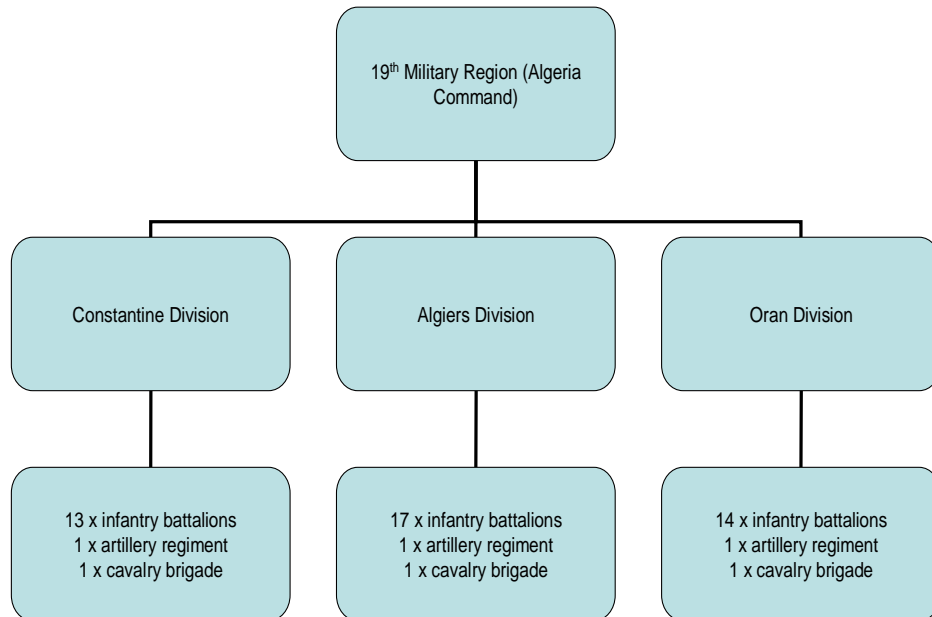 19th Military Region (Algeria
Command)
Constantine Division
Algiers Division
Oran Division
13 x infantry battalions
1 x artillery regiment
1 x cavalry brigade
17 x infantry battalions
1 x artillery regiment
1 x cavalry brigade
14 x infantry battalions
1 x artillery regiment
1 x cavalry brigade